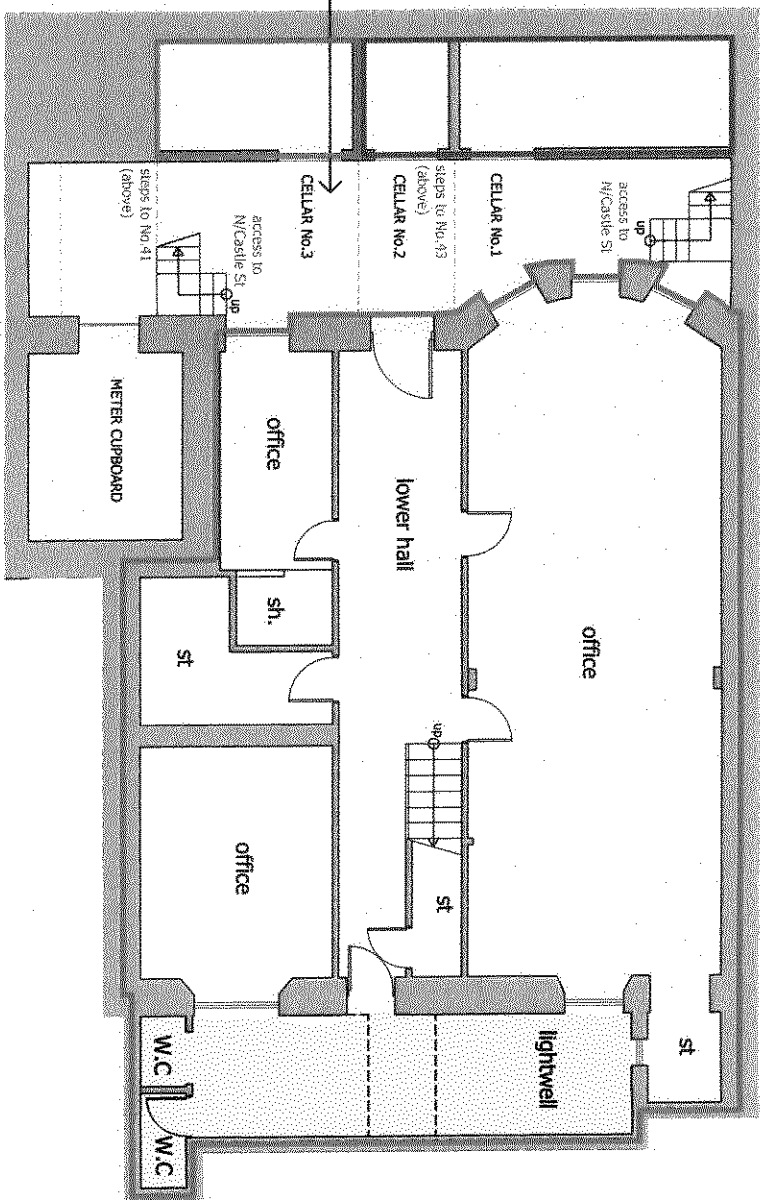 access to
N/Castle St
up
CELLAR No.1
steps to No.43
(above)
CELLAR No.2
CELLAR No.3
access to
N/Castle St
up
steps to No.41
(above)
METER CUPBOARD
office
lower hall
office
sh.
st
up
office
st
st
lightwell
W.C
W.C